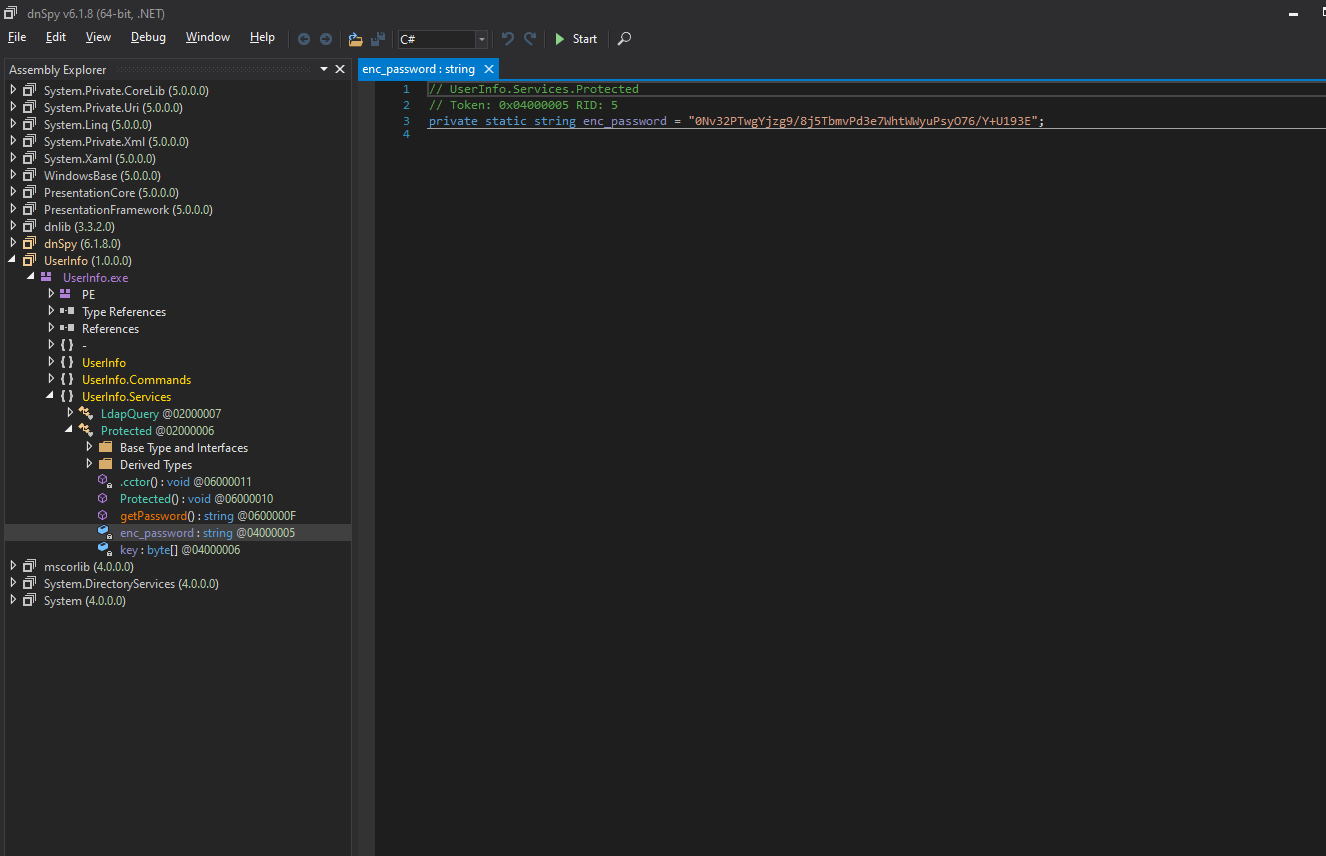 dnSpy v6.1.8 (64-bit, .NET)
File Edit View Debug Window Help C# Start
Assembly Explorer
enc_password : string
System.Private.CoreLib (5.0.0.0)
System.Private.Uri (5.0.0.0)
System.Linq (5.0.0.0)
System.Private.Xml (5.0.0.0)
System.Xaml (5.0.0.0)
WindowsBase (5.0.0.0)
PresentationCore (5.0.0.0)
PresentationFramework (5.0.0.0)
dnlib (3.3.2.0)
dnSpy (6.1.8.0)
UserInfo (1.0.0.0)
UserInfo.exe
PE
Type References
References
{ } -
{ } UserInfo
{ } UserInfo.Commands
{ } UserInfo.Services
LdapQuery @02000007
Protected @02000006
Base Type and Interfaces
Derived Types
.cctor() : void @06000011
Protected() : void @06000010
getPassword() : string @0600000F
enc_password : string @04000005
key : byte[] @04000006
mscorlib (4.0.0.0)
System.DirectoryServices (4.0.0.0)
System (4.0.0.0)
1 // UserInfo.Services.Protected
2 // Token: 0x04000005 RID: 5
3 private static string enc_password = "0Nv32PTwgYjzg9/8j5TbmvPd3e7WhtWWyuPsyO76/Y+U193E";
4